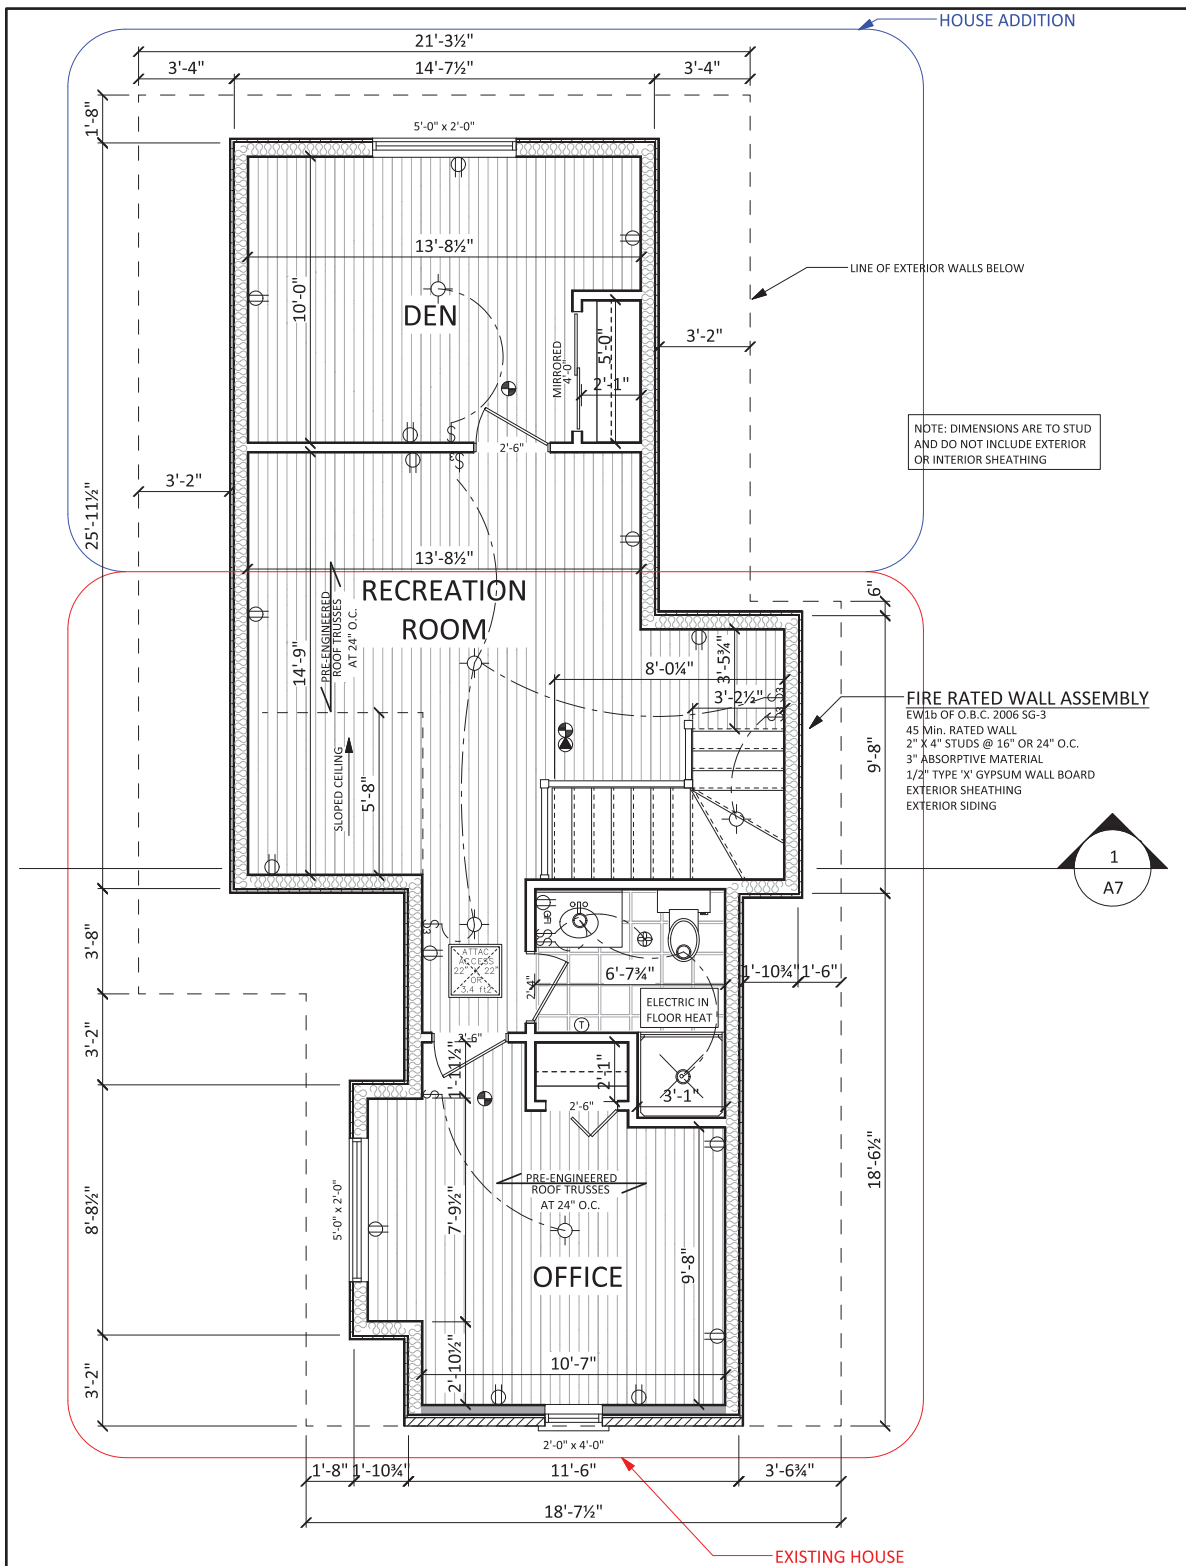 HOUSE ADDITION
21'-3½"
3'-4"
14'-7½"
3'-4"
1'-8"
5'-0" x 2'-0"
13'-8½"
10'-0"
DEN
LINE OF EXTERIOR WALLS BELOW
3'-2"
MIRRORED
4'-0"
5'-0"
2'-1"
NOTE: DIMENSIONS ARE TO STUD
AND DO NOT INCLUDE EXTERIOR
OR INTERIOR SHEATHING
S
2'-6"
S3
3'-2"
25'-11½"
13'-8½"
RECREATION
ROOM
PRE-ENGINEERED
ROOF TRUSSES
AT 24" O.C.
14'-9"
6"
3'-5¾"
8'-0¼"
3'-2½"
S3
S3
FIRE RATED WALL ASSEMBLY
EW1b OF O.B.C. 2006 SG-3
45 Min. RATED WALL
2" X 4" STUDS @ 16" OR 24" O.C.
3" ABSORPTIVE MATERIAL
1/2" TYPE 'X' GYPSUM WALL BOARD
EXTERIOR SHEATHING
EXTERIOR SIDING
9'-8"
SLOPED CEILING
5'-8"
1
A7
3'-8"
S3
GFI
S
S
ATTAC
ACCESS
22" X 22"
OR
3.4 ft2
2'-4"
6'-7¾"
1'-10¾"
1'-6"
ELECTRIC IN
FLOOR HEAT
T
3'-2"
2'-6"
1'-11½"
2'-1"
3'-1"
S
2'-6"
18'-6½"
PRE-ENGINEERED
ROOF TRUSSES
AT 24" O.C.
8'-8½"
5'-0" x 2'-0"
7'-9½"
9'-8"
OFFICE
3'-2"
2'-10½"
10'-7"
2'-0" x 4'-0"
1'-8"
1'-10¾"
11'-6"
3'-6¾"
18'-7½"
EXISTING HOUSE